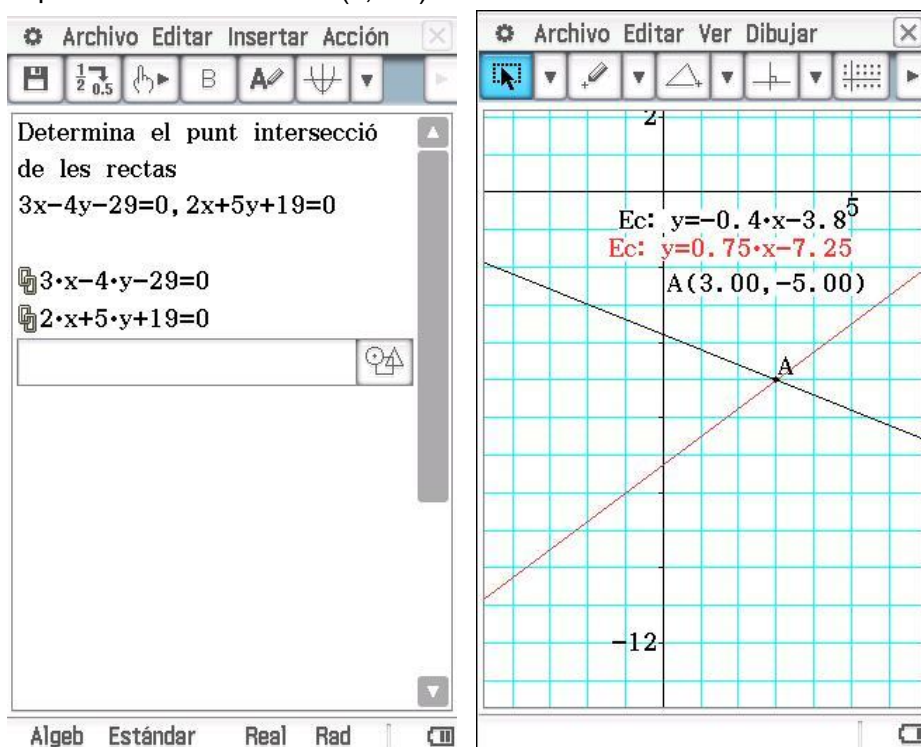 Archivo Editar Insertar Acción
B
Determina el punt intersecció
de les rectas
3x-4y-29=0, 2x+5y+19=0
3·x-4·y-29=0
2·x+5·y+19=0
Algeb Estándar Real Rad
Archivo Editar Ver Dibujar
2
5
Ec: y=-0.4·x-3.8
Ec: y=0.75·x-7.25
A(3.00,-5.00)
A
-12